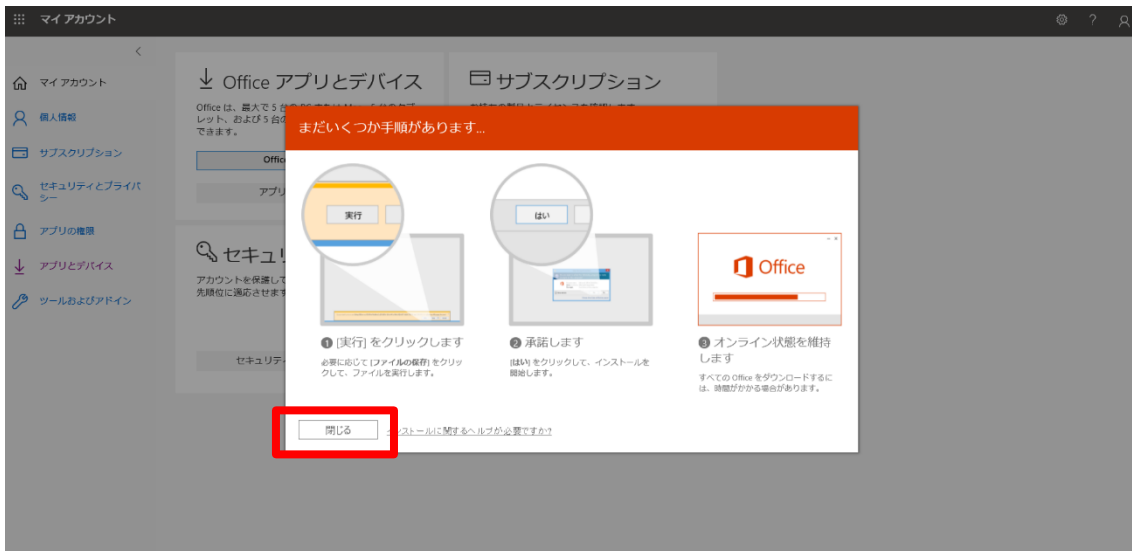 マイ アカウント
?
マイ アカウント
個人情報
サブスクリプション
セキュリティとプライバ
シー
アプリの権限
アプリとデバイス
ツールおよびアドイン
Office アプリとデバイス
Office は、最大で 5 台の PC
レット、および 5 台の
できます。
Office
アプリ
サブスクリプション
セキュリ
アカウントを保護して
先順位に適応させます
セキュリティ
まだいくつか手順があります...
実行
はい
Office
❶ [実行] をクリックします
必要に応じて [ファイルの保存] をクリッ
クして、ファイルを実行します。
❷ 承諾します
[はい] をクリックして、インストールを
開始します。
❸ オンライン状態を維持
します
すべての Office をダウンロードするに
は、時間がかかる場合があります。
閉じる
インストールに関するヘルプが必要ですか?